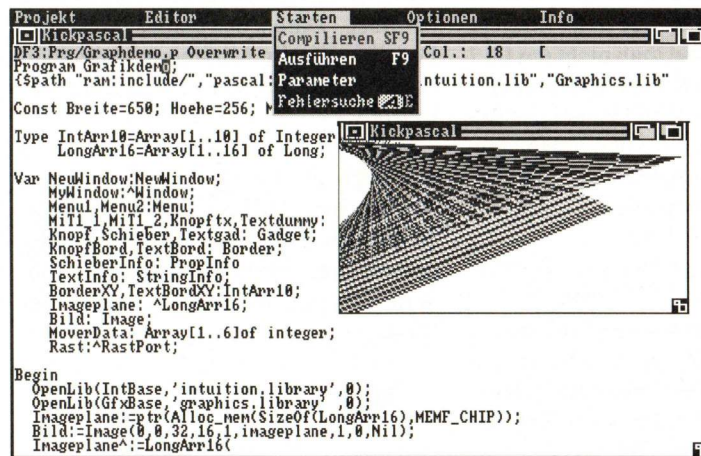 Projekt Editor Starten Optionen Info
Kickpascal
Compilieren SF9
DF3:Prg/Graphdemo.p Overwrite Col.: 18 [
Ausführen F9
Program Grafikdemo;
Parameter
{$path "ram:include/","pascal: ntuition.lib","Graphics.lib"
Fehlersuche E
Const Breite=650; Hoehe=256;
Type IntArr10=Array[1..10] of Integer
LongArr16=Array[1..16] of Long;
Kickpascal
Var NeuWindow:NewWindow;
MyWindow:^Window;
Menu1,Menu2:Menu;
MiT1_1,MiT1_2,Knopftx,Textdummy:
Knopf,Schieber,Textgad: Gadget;
KnopfBord,TextBord: Border;
SchieberInfo: PropInfo
TextInfo: StringInfo;
BorderXY,TextBordXY:IntArr10;
Imageplane: ^LongArr16;
Bild: Image;
MoverData: Array[1..6]of integer;
Rast:^RastPort;
Begin
OpenLib(IntBase,'intuition.library',0);
OpenLib(GfxBase,'graphics.library' ,0);
Imageplane:=ptr(Alloc_mem(SizeOf(LongArr16),MEMF_CHIP));
Bild:=Image(0,0,32,16,1,imageplane,1,0,Nil);
Imageplane^:=LongArr16(